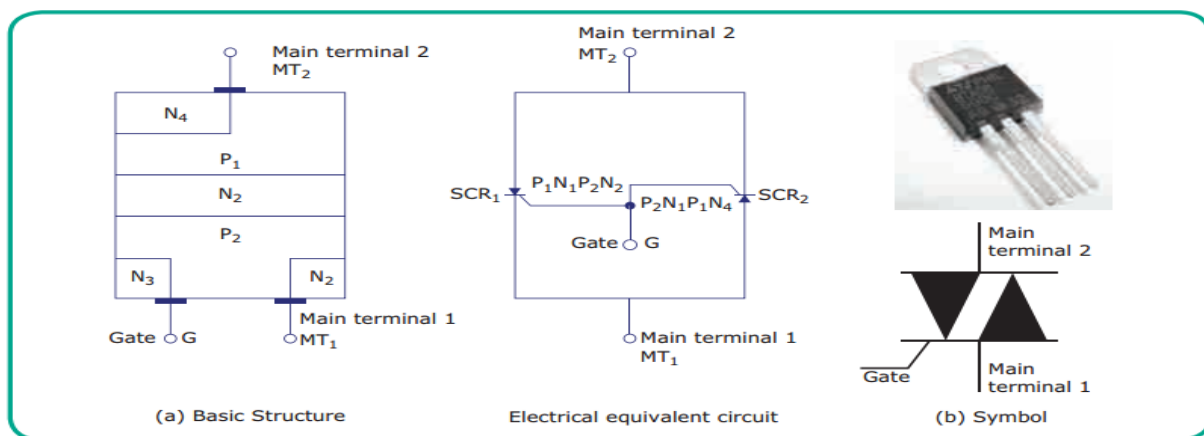 Main terminal 2
MT₂
N₄
P₁
N₂
P₂
N₃
N₂
Gate G
Main terminal 1
MT₁
(a) Basic Structure
Main terminal 2
MT₂
SCR₁
P₁N₁P₂N₂
P₂N₁P₁N₄
SCR₂
Gate G
Main terminal 1
MT₁
Electrical equivalent circuit
Main
terminal 2
Gate
Main
terminal 1
(b) Symbol